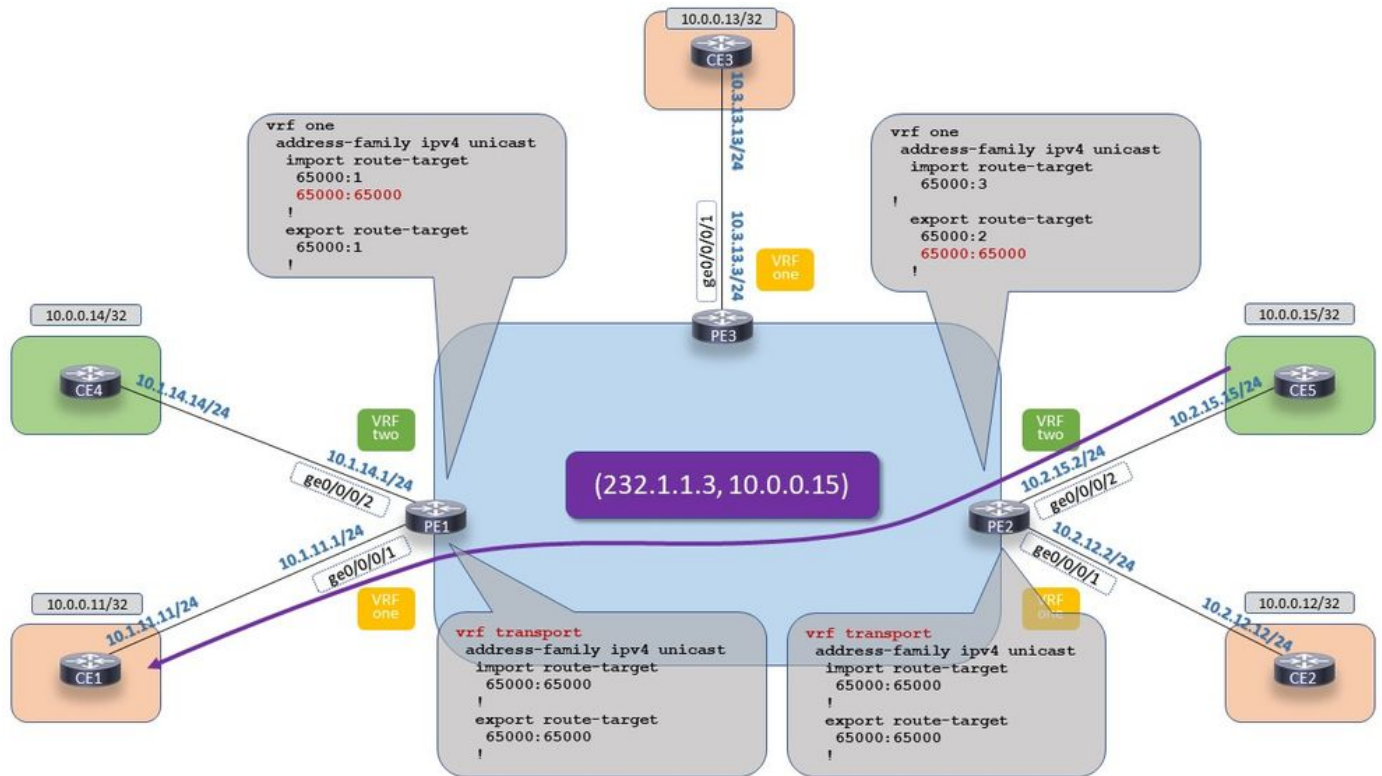 10.0.0.13/32
CE3
10.3.13.13/24
vrf one
address-family ipv4 unicast
import route-target
65000:1
65000:65000
!
export route-target
65000:1
!
vrf one
address-family ipv4 unicast
import route-target
65000:3
!
export route-target
65000:2
65000:65000
!
ge0/0/0/1
10.3.13.3/24
VRF
one
PE3
10.0.0.14/32
CE4
10.1.14.14/24
VRF
two
10.1.14.1/24
ge0/0/0/2
10.0.0.15/32
CE5
10.2.15.15/24
VRF
two
10.2.15.2/24
ge0/0/0/2
(232.1.1.3, 10.0.0.15)
PE1
PE2
10.1.11.1/24
ge0/0/0/1
VRF
one
10.0.0.11/32
10.1.11.11/24
CE1
10.2.12.2/24
ge0/0/0/1
VRF
one
10.0.0.12/32
10.2.12.12/24
CE2
vrf transport
address-family ipv4 unicast
import route-target
65000:65000
!
export route-target
65000:65000
!
vrf transport
address-family ipv4 unicast
import route-target
65000:65000
!
export route-target
65000:65000
!